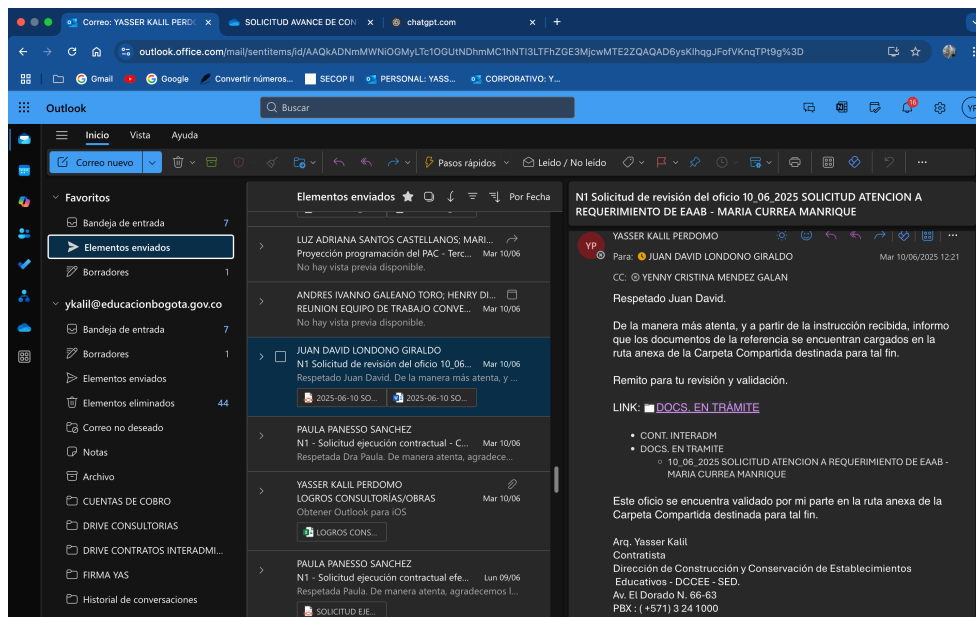 Correo: YASSER KALIL PERDO
SOLICITUD AVANCE DE CON
chatgpt.com
outlook.office.com/mail/sentitems/id/AAQkADNmMWNiOGMyLTc1OGUtNDhmMC1hNTI3LTFhZGE3MjcwMTE2ZQAQAD6ysKlhqgJFofVKnqTPt9g%3D
Gmail
Google
Convertir números...
SECOP II
PERSONAL: YASS...
CORPORATIVO: Y...
Outlook
Buscar
16
YP
Inicio Vista Ayuda
Correo nuevo
Pasos rápidos
Leído / No leído
Favoritos
Bandeja de entrada 7
Elementos enviados
Borradores 1
ykalil@educacionbogota.gov.co
Bandeja de entrada 7
Borradores 1
Elementos enviados
Elementos eliminados 44
Correo no deseado
Notas
Archivo
CUENTAS DE COBRO
DRIVE CONSULTORIAS
DRIVE CONTRATOS INTERADMI...
FIRMA YAS
Historial de conversaciones
Elementos enviados
Por Fecha
LUZ ADRIANA SANTOS CASTELLANOS; MARI...
Proyección programación del PAC - Terc... Mar 10/06
No hay vista previa disponible.
ANDRES IVANNO GALEANO TORO; HENRY DI...
REUNION EQUIPO DE TRABAJO CONVE... Mar 10/06
No hay vista previa disponible.
JUAN DAVID LONDONO GIRALDO
N1 Solicitud de revisión del oficio 10_06... Mar 10/06
Respetado Juan David. De la manera más atenta, y ...
2025-06-10 SO...
2025-06-10 SO...
PAULA PANESSO SANCHEZ
N1 - Solicitud ejecución contractual - C... Mar 10/06
Respetada Dra Paula. De manera atenta, agradece...
YASSER KALIL PERDOMO
LOGROS CONSULTORÍAS/OBRAS Mar 10/06
Obtener Outlook para iOS
LOGROS CONS...
PAULA PANESSO SANCHEZ
N1 - Solicitud ejecución contractual efe... Lun 09/06
Respetada Paula. De manera atenta, agradecemos l...
SOLICITUD EJE...
N1 Solicitud de revisión del oficio 10_06_2025 SOLICITUD ATENCION A
REQUERIMIENTO DE EAAB - MARIA CURREA MANRIQUE
YP
YASSER KALIL PERDOMO
Para: JUAN DAVID LONDONO GIRALDO Mar 10/06/2025 12:21
CC: YENNY CRISTINA MENDEZ GALAN
Respetado Juan David.
De la manera más atenta, y a partir de la instrucción recibida, informo
que los documentos de la referencia se encuentran cargados en la
ruta anexa de la Carpeta Compartida destinada para tal fin.
Remito para tu revisión y validación.
LINK: DOCS. EN TRÁMITE
• CONT. INTERADM
• DOCS. EN TRAMITE
○ 10_06_2025 SOLICITUD ATENCION A REQUERIMIENTO DE EAAB -
MARIA CURREA MANRIQUE
Este oficio se encuentra validado por mi parte en la ruta anexa de la
Carpeta Compartida destinada para tal fin.
Arq. Yasser Kalil
Contratista
Dirección de Construcción y Conservación de Establecimientos
Educativos - DCCEE - SED.
Av. El Dorado N. 66-63
PBX : ( +571) 3 24 1000